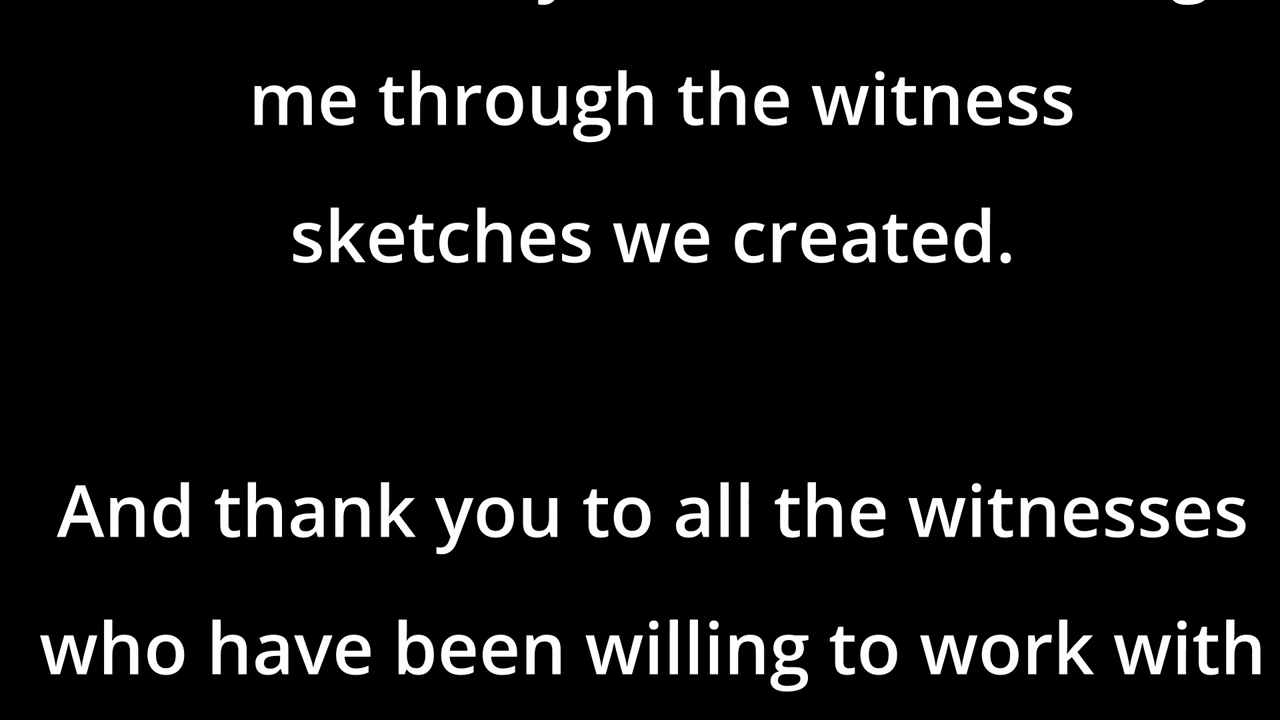 me through the witness
sketches we created.
And thank you to all the witnesses
who have been willing to work with